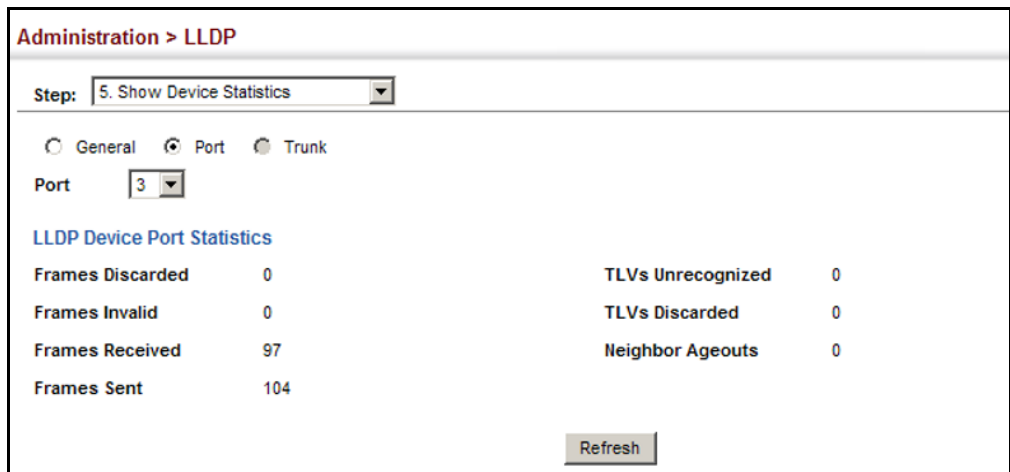 Administration > LLDP
Step: 5. Show Device Statistics
General Port Trunk
Port 3
LLDP Device Port Statistics
Frames Discarded 0 TLVs Unrecognized 0
Frames Invalid 0 TLVs Discarded 0
Frames Received 97 Neighbor Ageouts 0
Frames Sent 104
Refresh